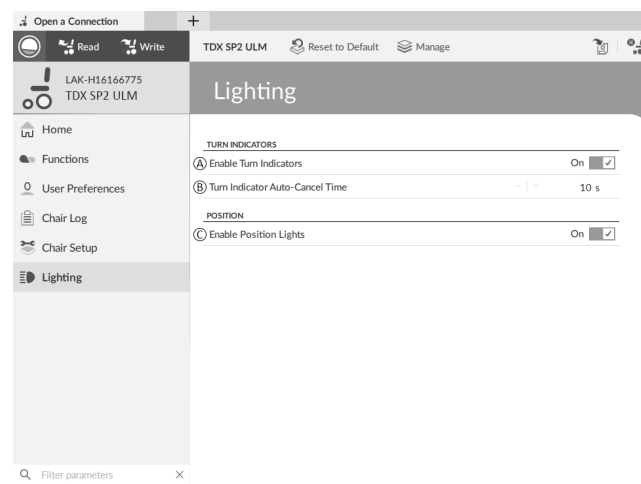 Open a Connection
Read Write TDX SP2 ULM Reset to Default Manage
LAK-H16166775
TDX SP2 ULM
Lighting
Home
Functions
User Preferences
Chair Log
Chair Setup
Lighting
TURN INDICATORS
A Enable Turn Indicators On
B Turn Indicator Auto-Cancel Time - + 10 s
POSITION
C Enable Position Lights On
Filter parameters